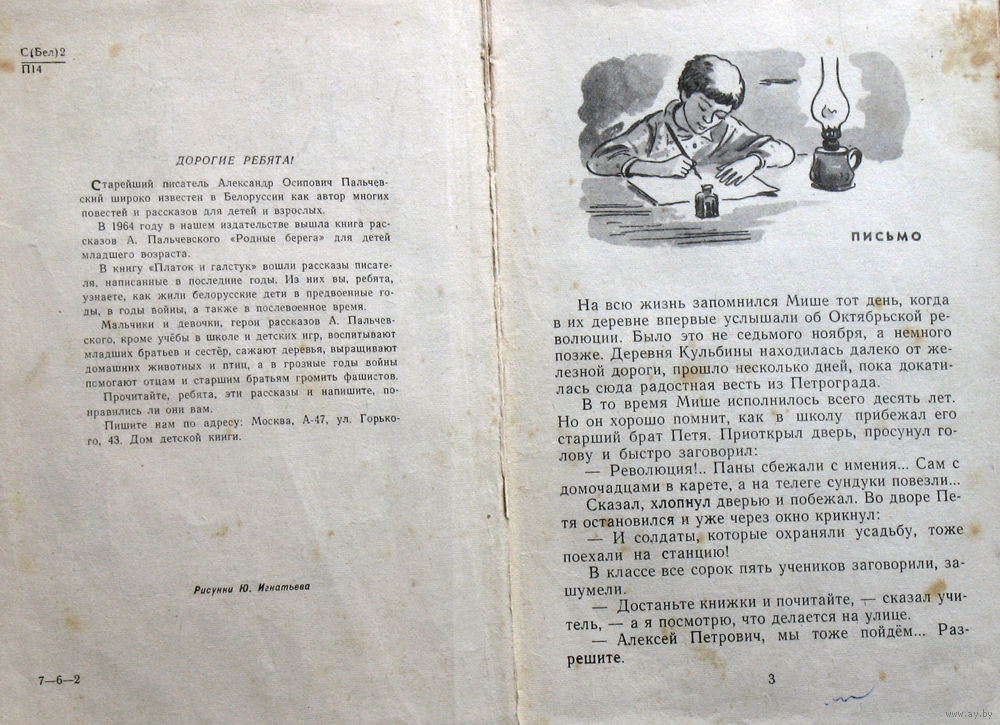 С(Бел)2
П14
ДОРОГИЕ РЕБЯТА!
Старейший писатель Александр Осипович Пальчев-
ский широко известен в Белоруссии как автор многих
повестей и рассказов для детей и взрослых.
В 1964 году в нашем издательстве вышла книга рас-
сказов А. Пальчевского «Родные берега» для детей
младшего возраста.
В книгу «Платок и галстук» вошли рассказы писате-
ля, написанные в последние годы. Из них вы, ребята,
узнаете, как жили белорусские дети в предвоенные го-
ды, в годы войны, а также в послевоенное время.
Мальчики и девочки, герои рассказов А. Пальчев-
ского, кроме учёбы в школе и детских игр, воспитывают
младших братьев и сестёр, сажают деревья, выращивают
домашних животных и птиц, а в грозные годы войны
помогают отцам и старшим братьям громить фашистов.
Прочитайте, ребята, эти рассказы и напишите, по-
нравились ли они вам.
Пишите нам по адресу: Москва, А-47, ул. Горько-
го, 43. Дом детской книги.
Рисунки Ю. Игнатьева
7—6—2
ПИСЬМО
На всю жизнь запомнился Мише тот день, когда
в их деревне впервые услышали об Октябрьской ре-
волюции. Было это не седьмого ноября, а немного
позже. Деревня Кульбины находилась далеко от же-
лезной дороги, прошло несколько дней, пока докати-
лась сюда радостная весть из Петрограда.
В то время Мише исполнилось всего десять лет.
Но он хорошо помнит, как в школу прибежал его
старший брат Петя. Приоткрыл дверь, просунул го-
лову и быстро заговорил:
— Революция!.. Паны сбежали с имения... Сам с
домочадцами в карете, а на телеге сундуки повезли...
Сказал, хлопнул дверью и побежал. Во дворе Пе-
тя остановился и уже через окно крикнул:
— И солдаты, которые охраняли усадьбу, тоже
поехали на станцию!
В классе все сорок пять учеников заговорили, за-
шумели.
— Достаньте книжки и почитайте, — сказал учи-
тель, — а я посмотрю, что делается на улице.
— Алексей Петрович, мы тоже пойдём... Раз-
решите.
3
www.ay.by